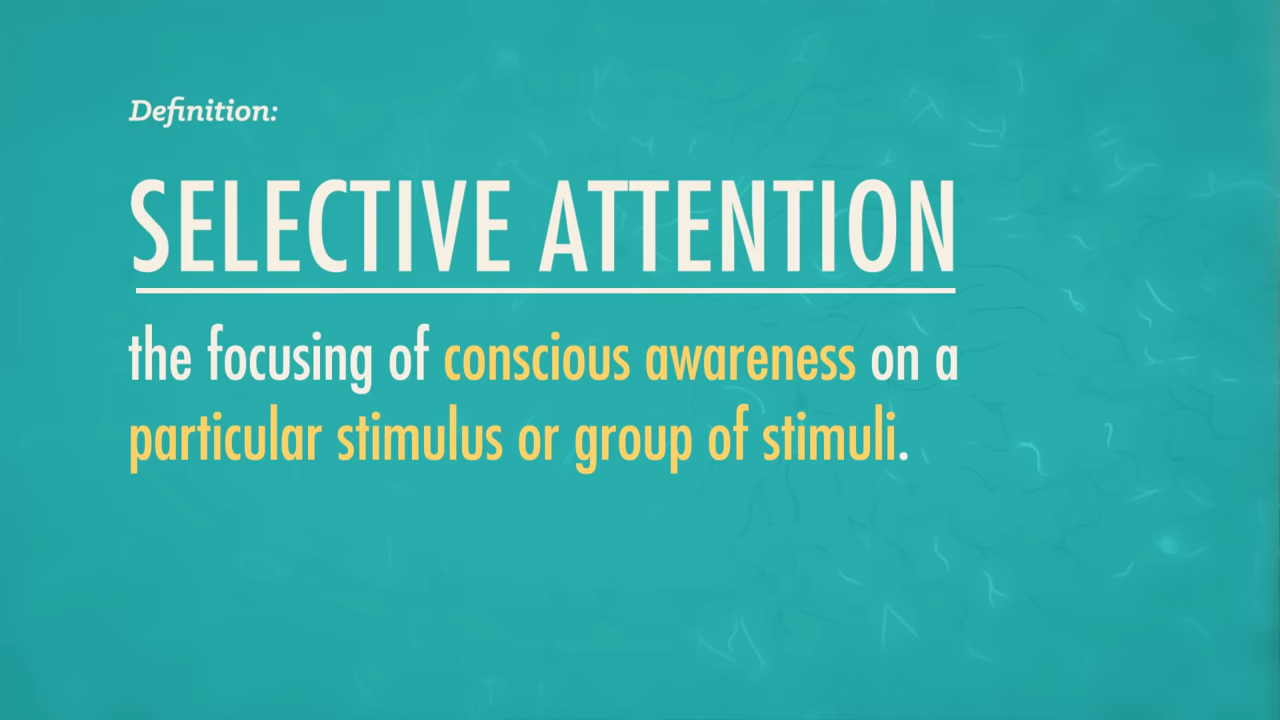 Definition:
SELECTIVE ATTENTION
the focusing of conscious awareness on a
particular stimulus or group of stimuli.